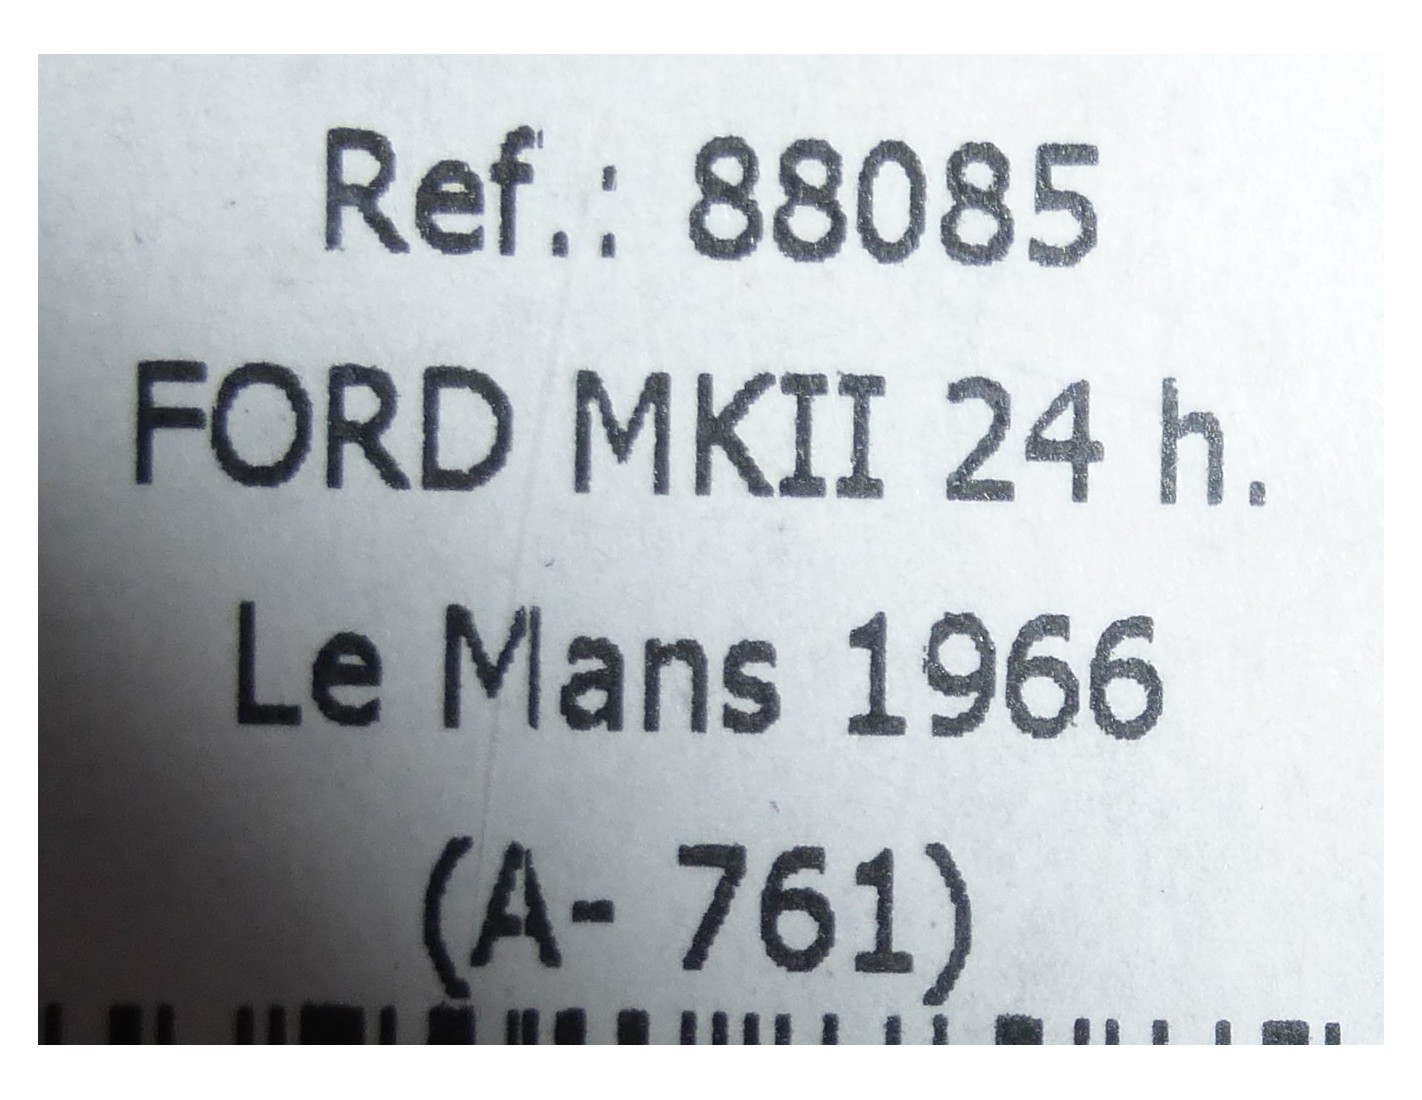 Ref.: 88085
FORD MKII 24 h.
Le Mans 1966
(A- 761)